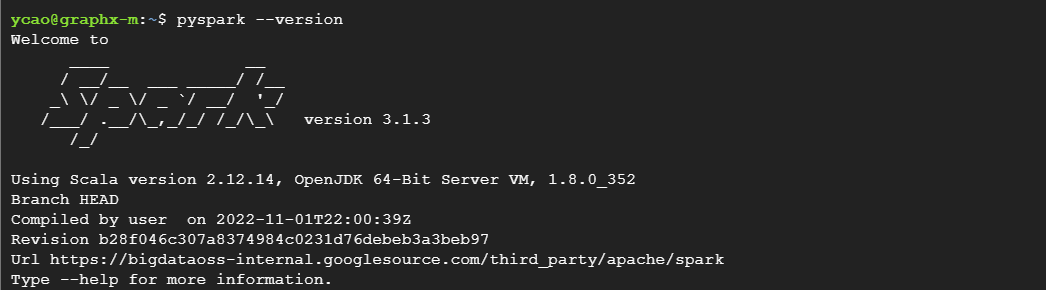 ycao@graphx-m:~$ pyspark --version
Welcome to
      ____              __
     / __/__  ___ _____/ /__
    _\ \/ _ \/ _ `/ __/  '_/
   /___/ .__/\_,_/_/ /_/\_\   version 3.1.3
      /_/

Using Scala version 2.12.14, OpenJDK 64-Bit Server VM, 1.8.0_352
Branch HEAD
Compiled by user  on 2022-11-01T22:00:39Z
Revision b28f046c307a8374984c0231d76debeb3a3beb97
Url https://bigdataoss-internal.googlesource.com/third_party/apache/spark
Type --help for more information.